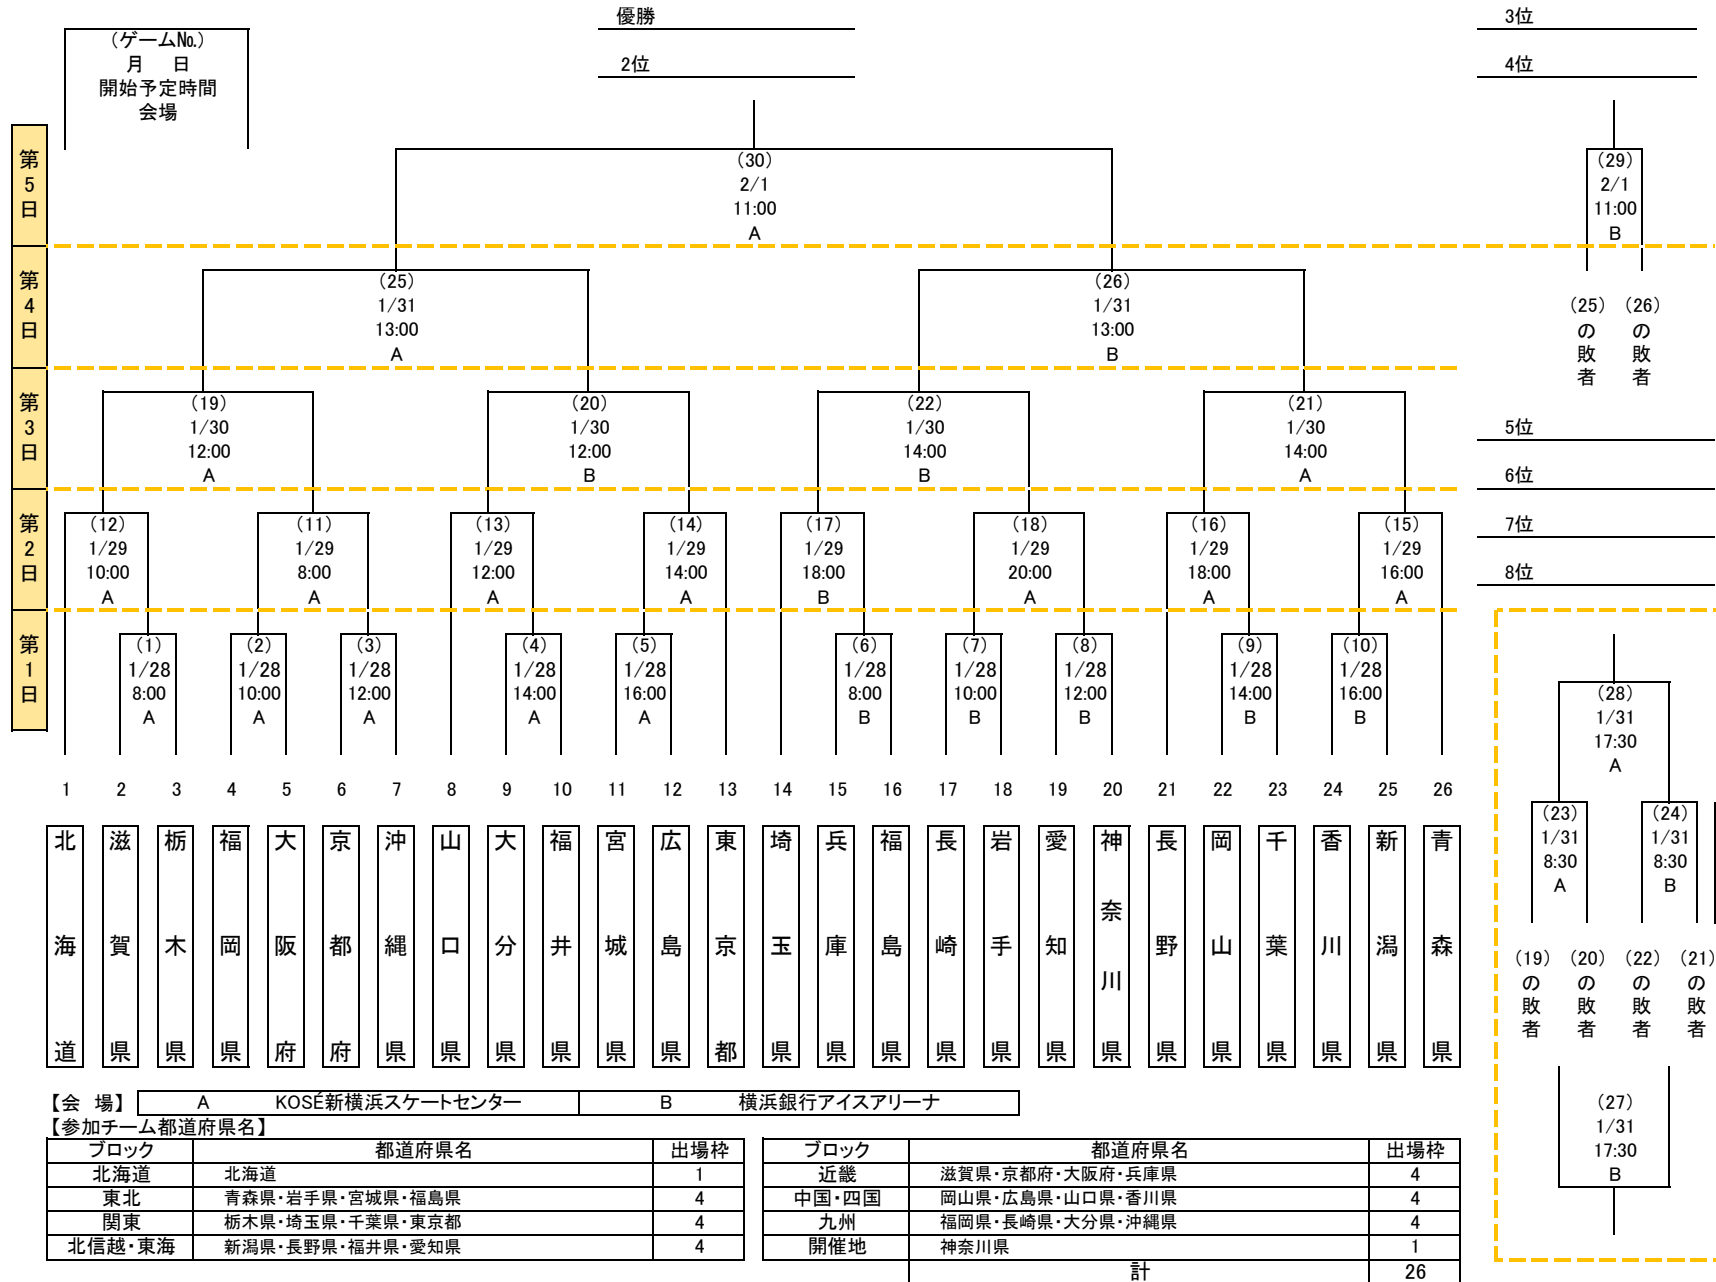 優勝
3位
(ゲームNo.)
月 日
開始予定時間
会場
2位
4位
第5日
(30)
2/1
11:00
A
(29)
2/1
11:00
B
第4日
(25)
1/31
13:00
A
(26)
1/31
13:00
B
(25)の敗者
(26)の敗者
第3日
(19)
1/30
12:00
A
(20)
1/30
12:00
B
(22)
1/30
14:00
B
(21)
1/30
14:00
A
5位
6位
7位
8位
第2日
(12)
1/29
10:00
A
(11)
1/29
8:00
A
(13)
1/29
12:00
A
(14)
1/29
14:00
A
(17)
1/29
18:00
B
(18)
1/29
20:00
A
(16)
1/29
18:00
A
(15)
1/29
16:00
A
第1日
(1)
1/28
8:00
A
(2)
1/28
10:00
A
(3)
1/28
12:00
A
(4)
1/28
14:00
A
(5)
1/28
16:00
A
(6)
1/28
8:00
B
(7)
1/28
10:00
B
(8)
1/28
12:00
B
(9)
1/28
14:00
B
(10)
1/28
16:00
B
1 2 3 4 5 6 7 8 9 10 11 12 13 14 15 16 17 18 19 20 21 22 23 24 25 26
北海道
滋賀県
栃木県
福岡県
大阪府
京都府
沖縄県
山口県
大分県
福井県
宮城県
広島県
東京都
埼玉県
兵庫県
福島県
長崎県
岩手県
愛知県
神奈川県
長野県
岡山県
千葉県
香川県
新潟県
青森県
(28)
1/31
17:30
A
(23)
1/31
8:30
A
(24)
1/31
8:30
B
(19)の敗者
(20)の敗者
(22)の敗者
(21)の敗者
(27)
1/31
17:30
B
【会 場】 A KOSÉ新横浜スケートセンター B 横浜銀行アイスアリーナ
【参加チーム都道府県名】
ブロック 都道府県名 出場枠
北海道 北海道 1
東北 青森県・岩手県・宮城県・福島県 4
関東 栃木県・埼玉県・千葉県・東京都 4
北信越・東海 新潟県・長野県・福井県・愛知県 4
ブロック 都道府県名 出場枠
近畿 滋賀県・京都府・大阪府・兵庫県 4
中国・四国 岡山県・広島県・山口県・香川県 4
九州 福岡県・長崎県・大分県・沖縄県 4
開催地 神奈川県 1
計 26